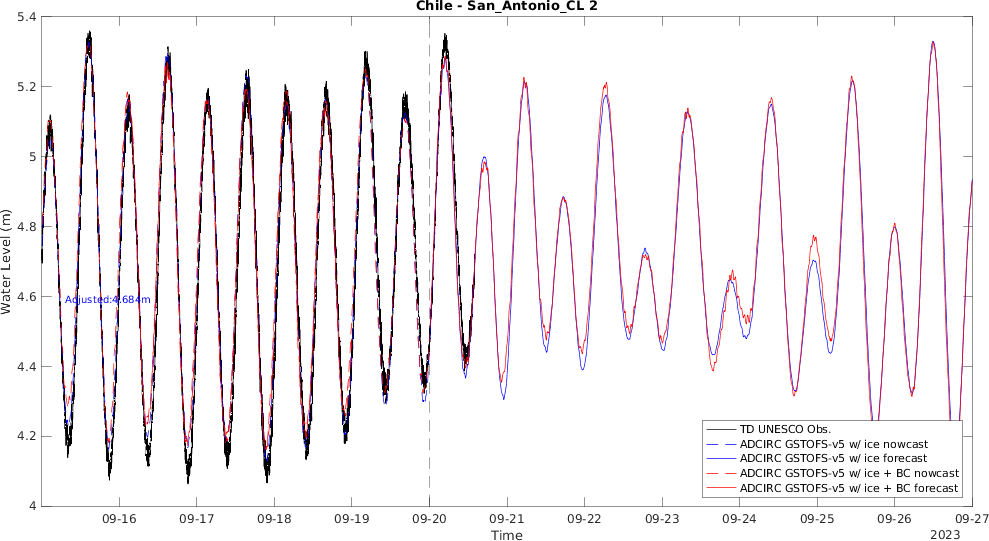 Chile - San_Antonio_CL 2
Water Level (m)
5.4
5.2
5
4.8
4.6
4.4
4.2
4
Adjusted:4.684m
TD UNESCO Obs.
ADCIRC GSTOFS-v5 w/ ice nowcast
ADCIRC GSTOFS-v5 w/ ice forecast
ADCIRC GSTOFS-v5 w/ ice + BC nowcast
ADCIRC GSTOFS-v5 w/ ice + BC forecast
09-16 09-17 09-18 09-19 09-20 09-21 09-22 09-23 09-24 09-25 09-26 09-27
Time
2023